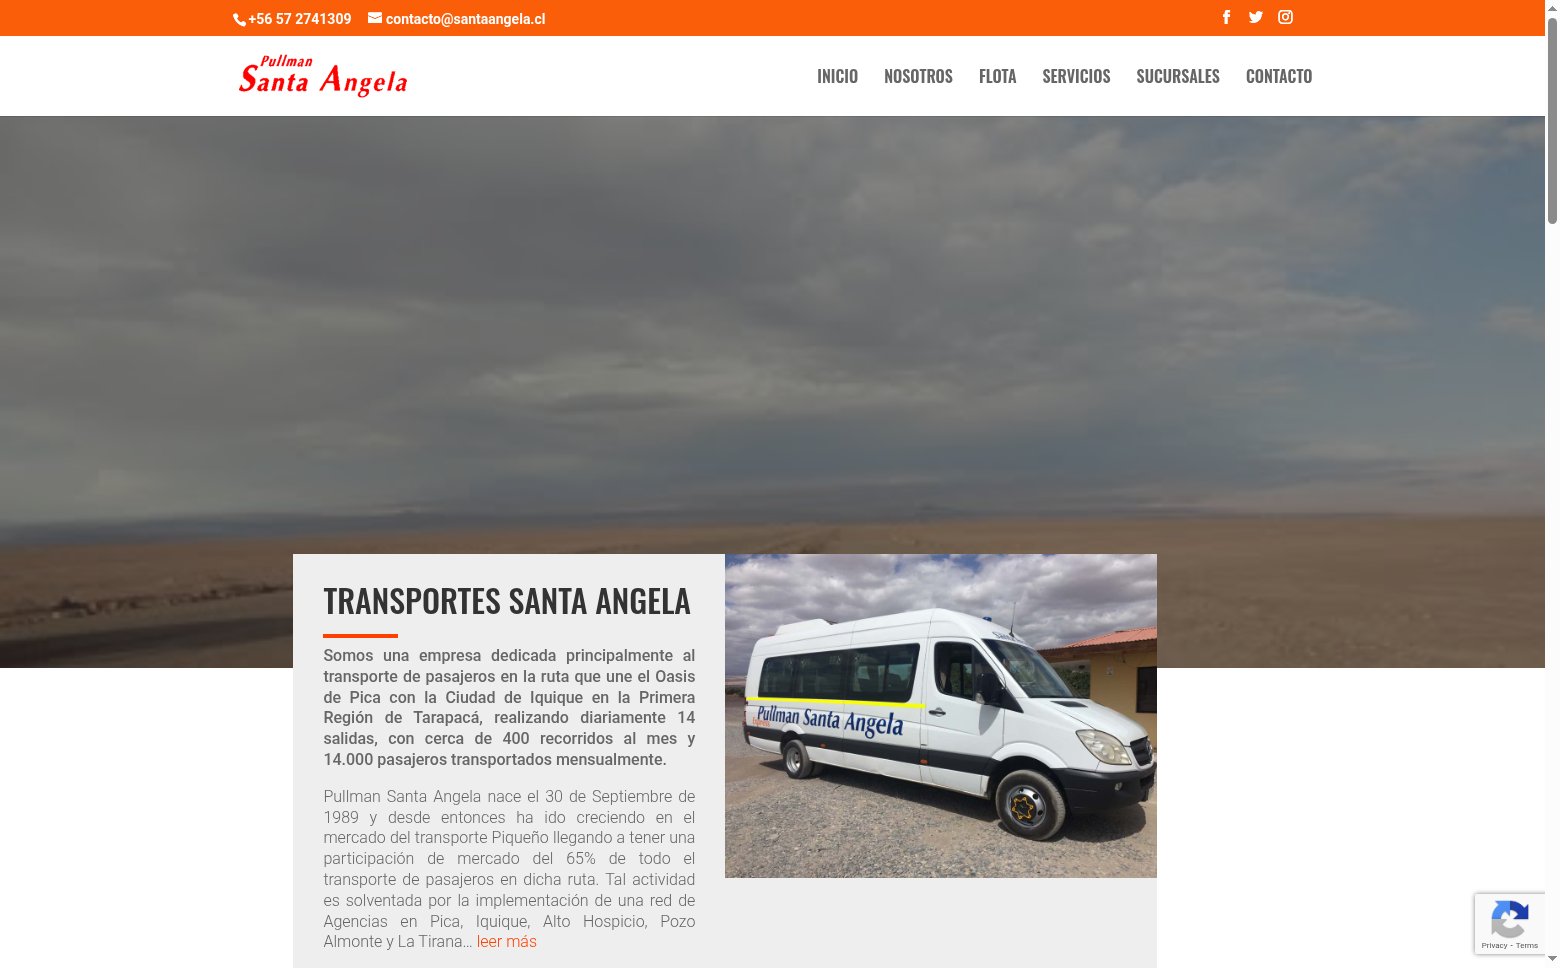 +56 57 2741309 contacto@santaangela.cl
Pullman
Santa Angela
INICIO NOSOTROS FLOTA SERVICIOS SUCURSALES CONTACTO
TRANSPORTES SANTA ANGELA
Somos una empresa dedicada principalmente al
transporte de pasajeros en la ruta que une el Oasis
de Pica con la Ciudad de Iquique en la Primera
Región de Tarapacá, realizando diariamente 14
salidas, con cerca de 400 recorridos al mes y
14.000 pasajeros transportados mensualmente.
Pullman Santa Angela nace el 30 de Septiembre de
1989 y desde entonces ha ido creciendo en el
mercado del transporte Piqueño llegando a tener una
participación de mercado del 65% de todo el
transporte de pasajeros en dicha ruta. Tal actividad
es solventada por la implementación de una red de
Agencias en Pica, Iquique, Alto Hospicio, Pozo
Almonte y La Tirana... leer más
Santa
Pullman Santa Angela
Express
Privacy - Terms